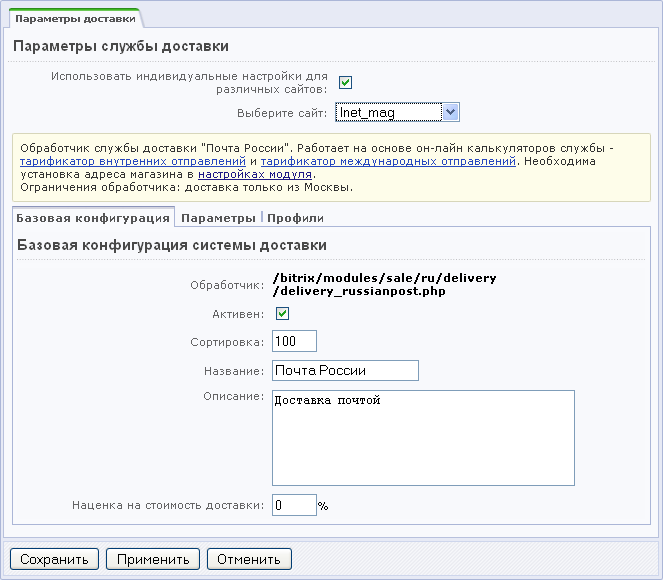 Параметры доставки
Параметры службы доставки
Использовать индивидуальные настройки для
различных сайтов:
Выберите сайт: Inet_mag
Обработчик службы доставки "Почта России". Работает на основе он-лайн калькуляторов службы -
тарификатор внутренних отправлений и тарификатор международных отправлений. Необходима
установка адреса магазина в настройках модуля.
Ограничения обработчика: доставка только из Москвы.
Базовая конфигурация Параметры Профили
Базовая конфигурация системы доставки
Обработчик: /bitrix/modules/sale/ru/delivery
/delivery_russianpost.php
Активен:
Сортировка: 100
Название: Почта России
Описание: Доставка почтой
Наценка на стоимость доставки: 0 %
Сохранить Применить Отменить